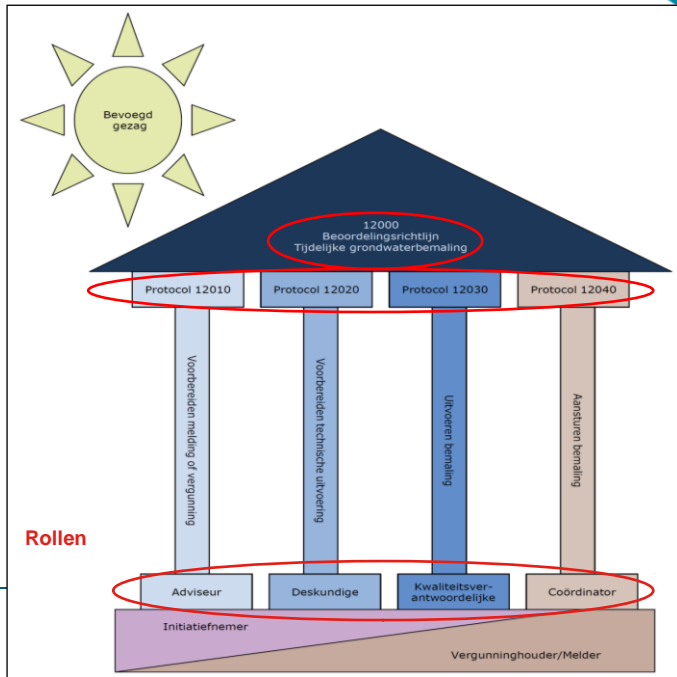 Bevoegd
gezag
12000
Beoordelingsrichtlijn
Tijdelijke grondwaterbemaling
Protocol 12010
Protocol 12020
Protocol 12030
Protocol 12040
Voorbereiden melding of vergunning
Voorbereiden technische uitvoering
Uitvoeren bemaling
Aansturen bemaling
Rollen
Adviseur
Deskundige
Kwaliteitsver-
antwoordelijke
Coördinator
Initiatiefnemer
Vergunninghouder/Melder